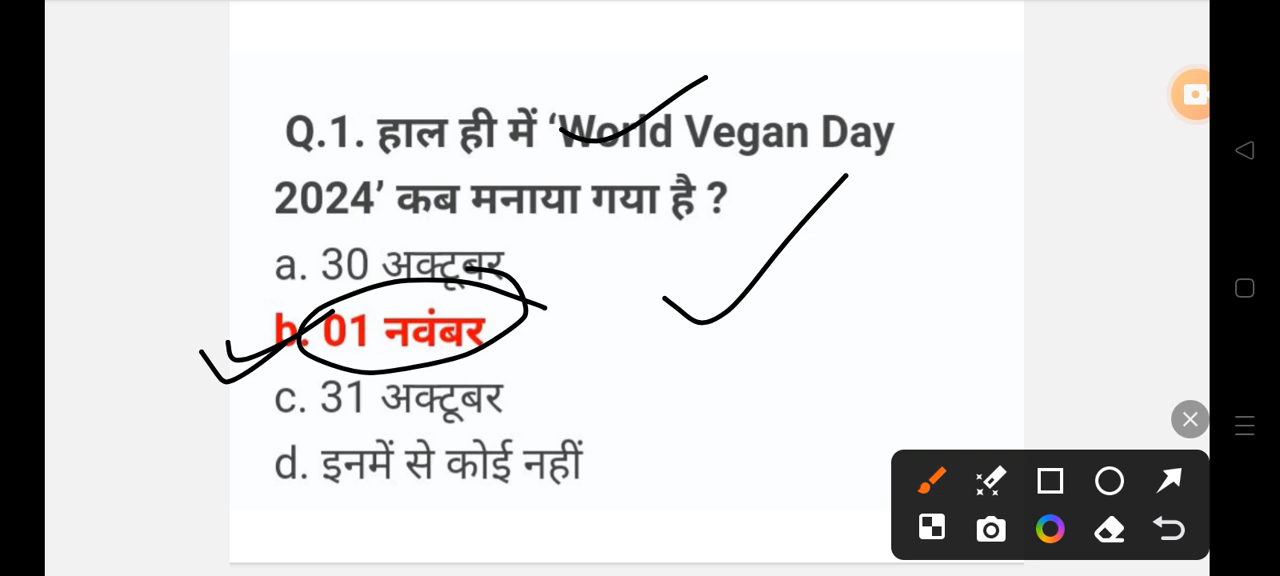 Q.1. हाल ही में ‘World Vegan Day
2024’ कब मनाया गया है ?
a. 30 अक्टूबर
b. 01 नवंबर
c. 31 अक्टूबर
d. इनमें से कोई नहीं